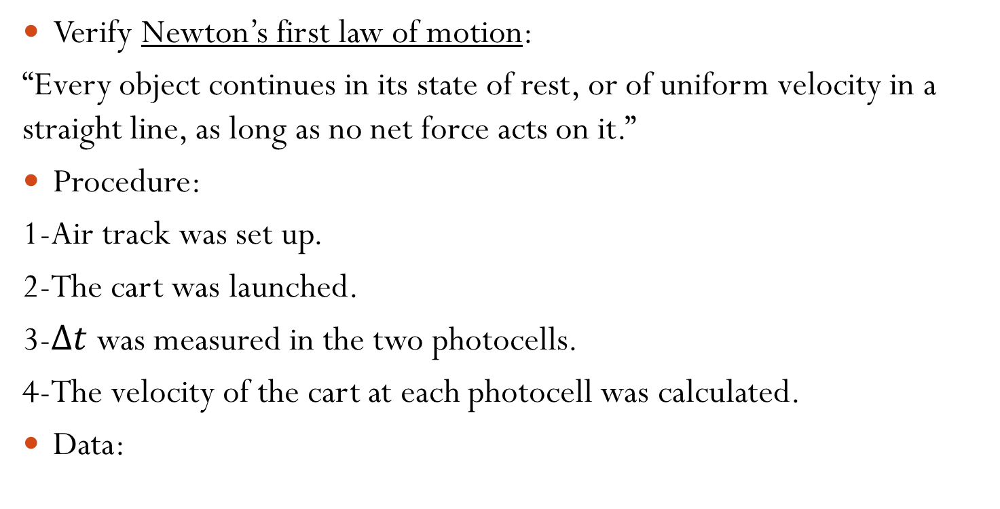 • Verify Newton’s first law of motion:
“Every object continues in its state of rest, or of uniform velocity in a
straight line, as long as no net force acts on it.”
• Procedure:
1-Air track was set up.
2-The cart was launched.
3-Δt was measured in the two photocells.
4-The velocity of the cart at each photocell was calculated.
• Data: